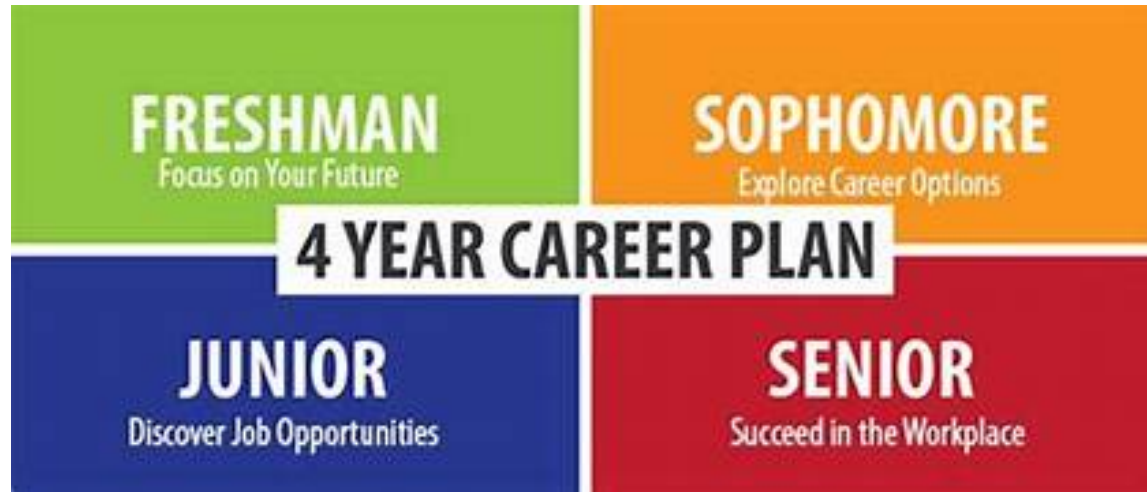 FRESHMAN
Focus on Your Future
SOPHOMORE
Explore Career Options
4 YEAR CAREER PLAN
JUNIOR
Discover Job Opportunities
SENIOR
Succeed in the Workplace